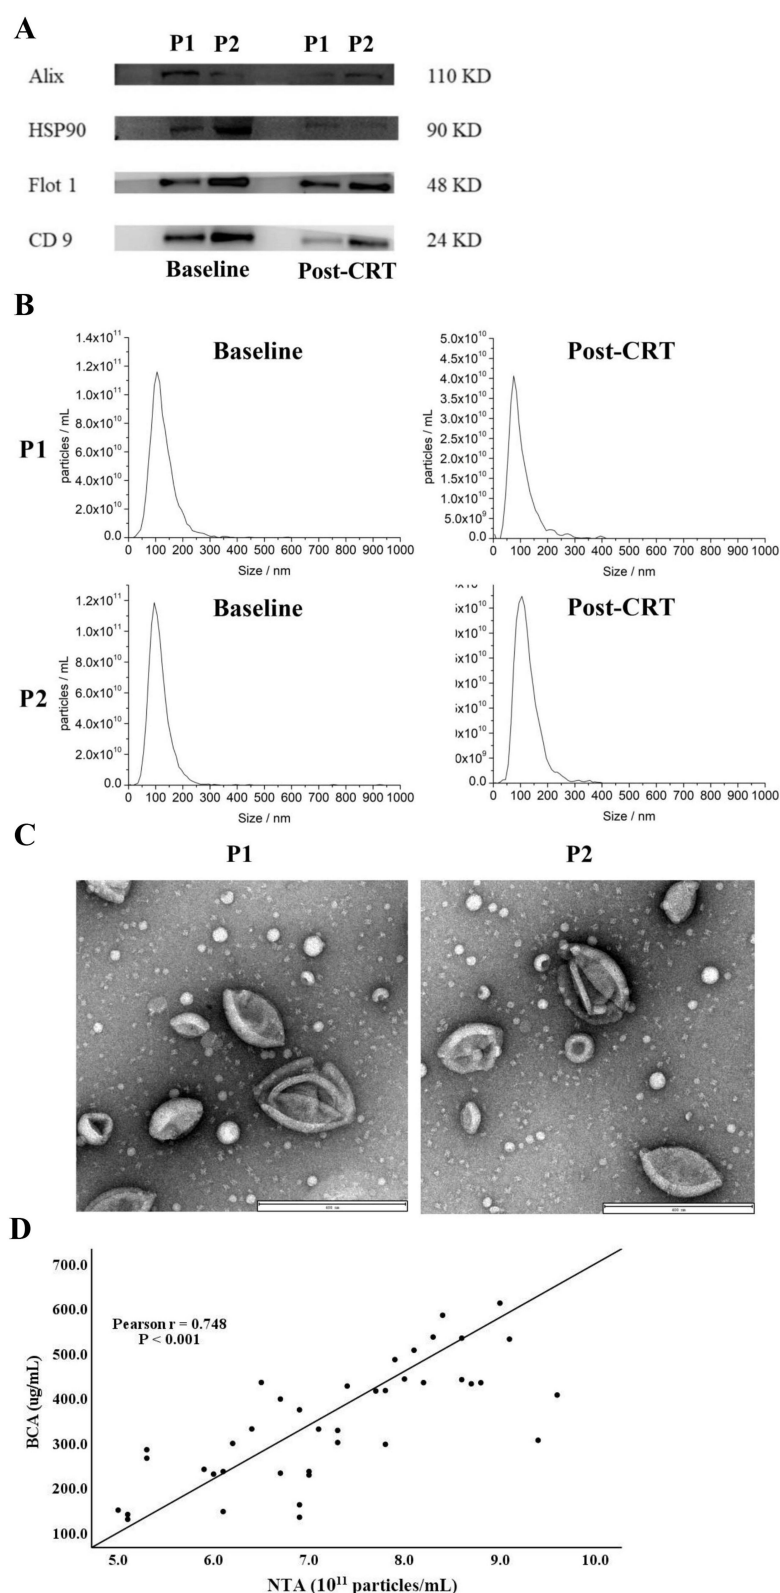 A
P1 P2 P1 P2
Alix 110 KD
HSP90 90 KD
Flot 1 48 KD
CD 9 24 KD
Baseline Post-CRT
B
P1
Baseline
1.4x10¹¹
1.2x10¹¹
1.0x10¹¹
8.0x10¹⁰
6.0x10¹⁰
4.0x10¹⁰
2.0x10¹⁰
0.0
particles / mL
0 100 200 300 400 500 600 700 800 900 1000
Size / nm
Post-CRT
5.0x10¹⁰
4.5x10¹⁰
4.0x10¹⁰
3.5x10¹⁰
3.0x10¹⁰
2.5x10¹⁰
2.0x10¹⁰
1.5x10¹⁰
1.0x10¹⁰
5.0x10⁹
0.0
particles / mL
0 100 200 300 400 500 600 700 800 900 1000
Size / nm
P2
Baseline
1.2x10¹¹
1.0x10¹¹
8.0x10¹⁰
6.0x10¹⁰
4.0x10¹⁰
2.0x10¹⁰
0.0
particles / mL
0 100 200 300 400 500 600 700 800 900 1000
Size / nm
Post-CRT
5x10¹⁰
0x10¹⁰
5x10¹⁰
0x10¹⁰
5x10¹⁰
0x10¹⁰
0x10⁹
0.0
0 100 200 300 400 500 600 700 800 900 1000
Size / nm
C
P1 P2
D
Pearson r = 0.748
P < 0.001
BCA (ug/mL)
700.0
600.0
500.0
400.0
300.0
200.0
100.0
5.0 6.0 7.0 8.0 9.0 10.0
NTA (10¹¹ particles/mL)